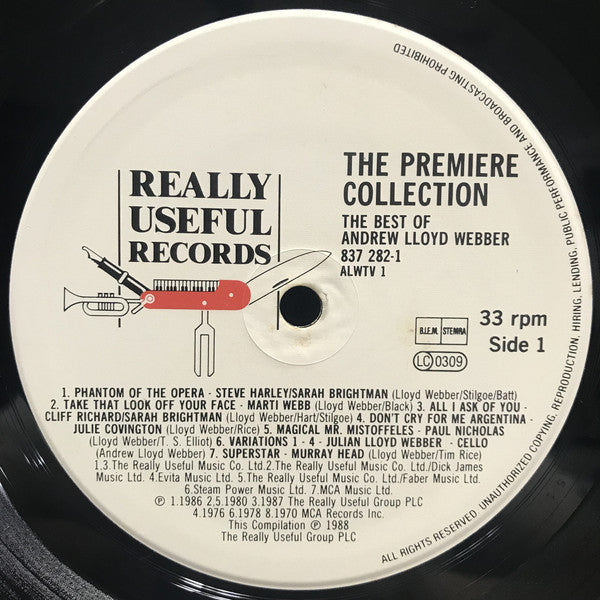 REALLY
USEFUL
RECORDS
THE PREMIERE
COLLECTION
THE BEST OF
ANDREW LLOYD WEBBER
837 282-1
ALWTV 1
B.I.E.M. STEMRA
LC 0309
33 rpm
Side 1
1. PHANTOM OF THE OPERA - STEVE HARLEY/SARAH BRIGHTMAN (Lloyd Webber/Stilgoe/Batt)
2. TAKE THAT LOOK OFF YOUR FACE - MARTI WEBB (Lloyd Webber/Black) 3. ALL I ASK OF YOU -
CLIFF RICHARD/SARAH BRIGHTMAN (Lloyd Webber/Hart/Stilgoe) 4. DON'T CRY FOR ME ARGENTINA -
JULIE COVINGTON (Lloyd Webber/Rice) 5. MAGICAL MR. MISTOFFELES - PAUL NICHOLAS
(Lloyd Webber/T. S. Elliot) 6. VARIATIONS 1 - 4 - JULIAN LLOYD WEBBER - CELLO
(Andrew Lloyd Webber) 7. SUPERSTAR - MURRAY HEAD (Lloyd Webber/Tim Rice)
1.3.The Really Useful Music Co. Ltd.2.The Really Useful Music Co. Ltd./Dick James
Music Ltd. 4.Evita Music Ltd. 5.The Really Useful Music Co. Ltd./Faber Music Ltd.
6.Steam Power Music Ltd. 7.MCA Music Ltd.
℗ 1.1986 2.5.1980 3.1987 The Really Useful Group PLC
4.1976 6.1978 8.1970 MCA Records Inc.
This Compilation ℗ 1988
The Really Useful Group PLC
ALL RIGHTS RESERVED. UNAUTHORIZED COPYING, REPRODUCTION, HIRING, LENDING, PUBLIC PERFORMANCE AND BROADCASTING PROHIBITED